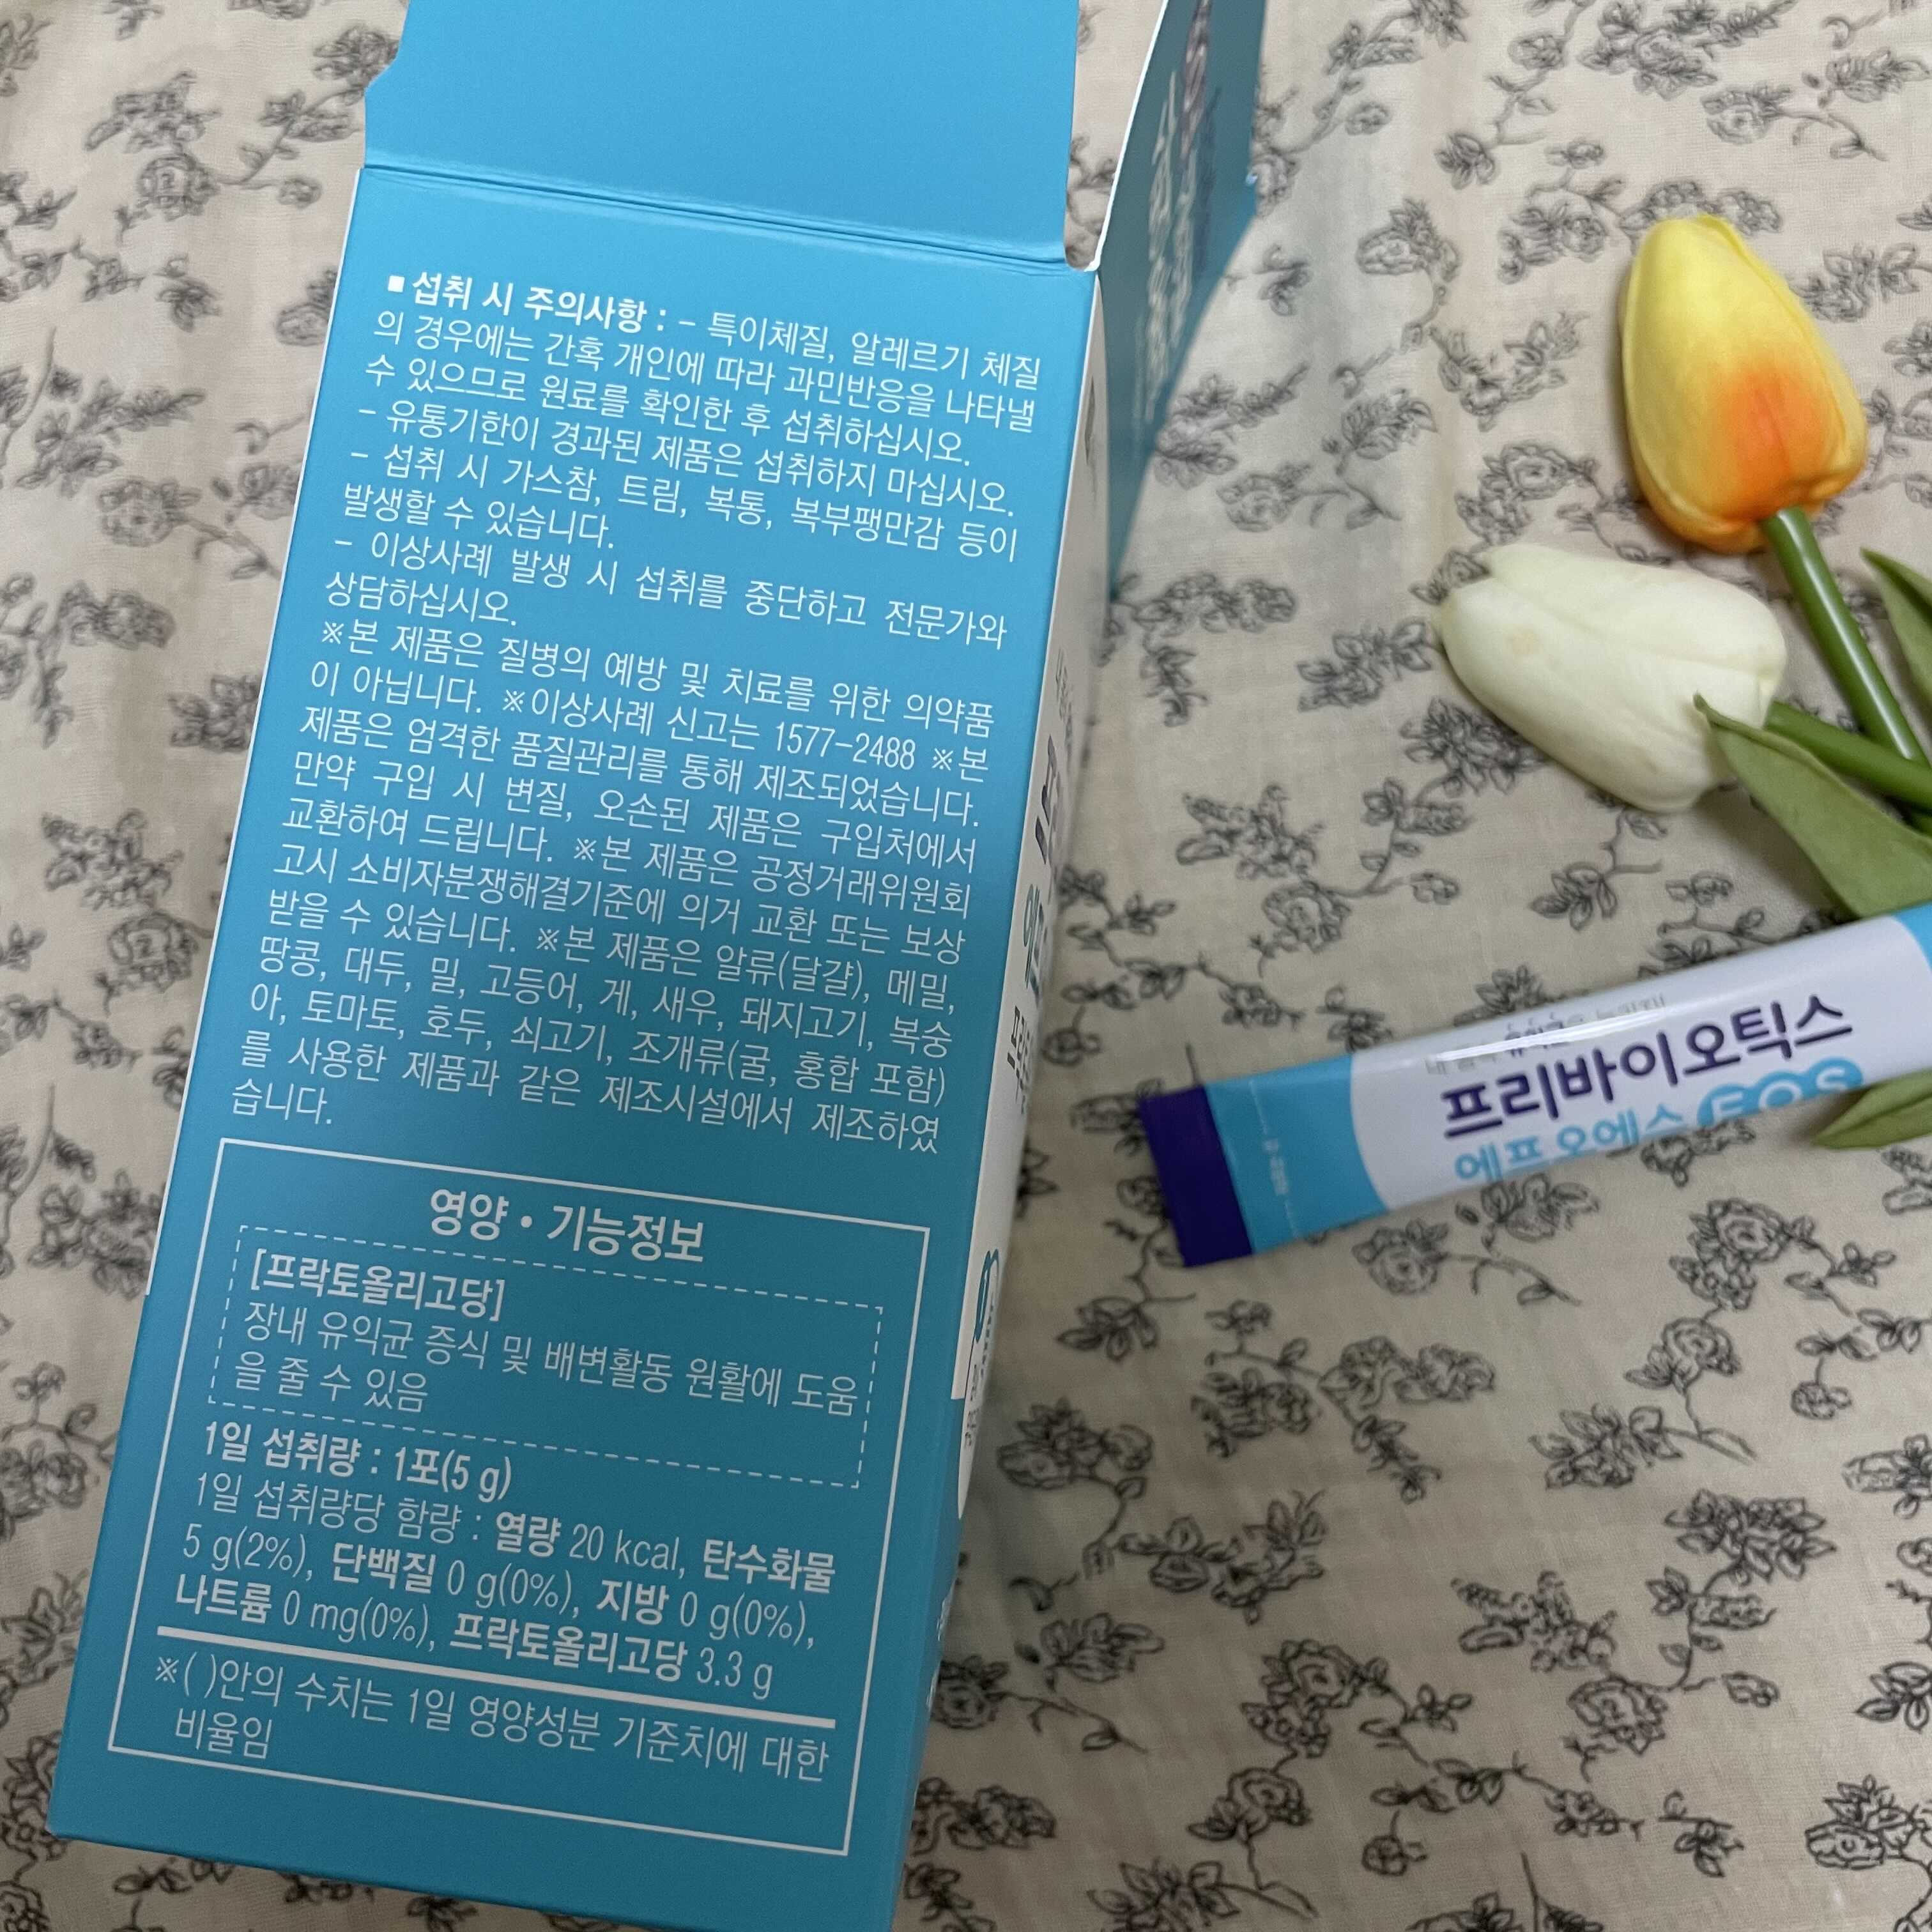 ▪ 섭취 시 주의사항 : – 특이체질, 알레르기 체질
의 경우에는 간혹 개인에 따라 과민반응을 나타낼
수 있으므로 원료를 확인한 후 섭취하십시오.
– 유통기한이 경과된 제품은 섭취하지 마십시오.
– 섭취 시 가스참, 트림, 복통, 복부팽만감 등이
발생할 수 있습니다.
– 이상사례 발생 시 섭취를 중단하고 전문가와
상담하십시오.
※본 제품은 질병의 예방 및 치료를 위한 의약품
이 아닙니다. ※이상사례 신고는 1577-2488 ※본
제품은 엄격한 품질관리를 통해 제조되었습니다.
만약 구입 시 변질, 오손된 제품은 구입처에서
교환하여 드립니다. ※본 제품은 공정거래위원회
고시 소비자분쟁해결기준에 의거 교환 또는 보상
받을 수 있습니다. ※본 제품은 알류(달걀), 메밀,
땅콩, 대두, 밀, 고등어, 게, 새우, 돼지고기, 복숭
아, 토마토, 호두, 쇠고기, 조개류(굴, 홍합 포함)
를 사용한 제품과 같은 제조시설에서 제조하였
습니다.
영양 • 기능정보
[프락토올리고당]
장내 유익균 증식 및 배변활동 원활에 도움
을 줄 수 있음
1일 섭취량 : 1포(5 g)
1일 섭취량당 함량 : 열량 20 kcal, 탄수화물
5 g(2%), 단백질 0 g(0%), 지방 0 g(0%),
나트륨 0 mg(0%), 프락토올리고당 3.3 g
※( )안의 수치는 1일 영양성분 기준치에 대한
비율임
프리바이오틱스
에프오에스 FOS